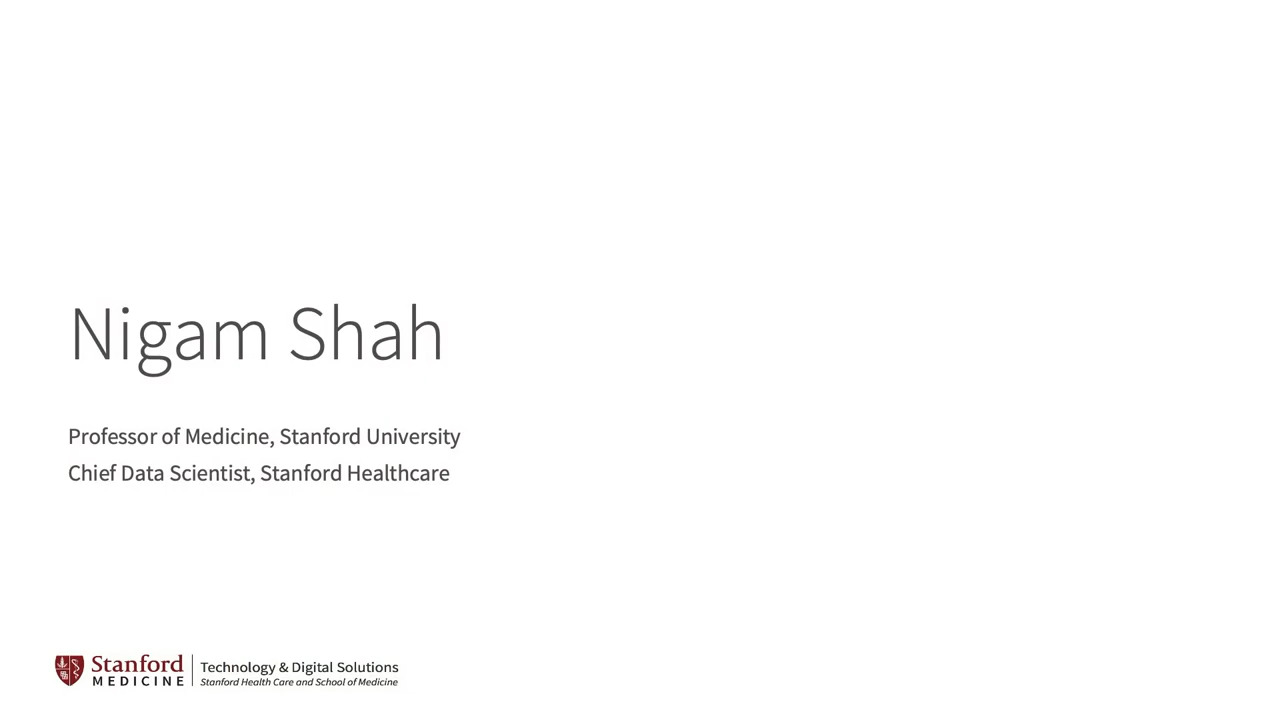 Nigam Shah
Professor of Medicine, Stanford University
Chief Data Scientist, Stanford Healthcare
Stanford
MEDICINE
Technology & Digital Solutions
Stanford Health Care and School of Medicine